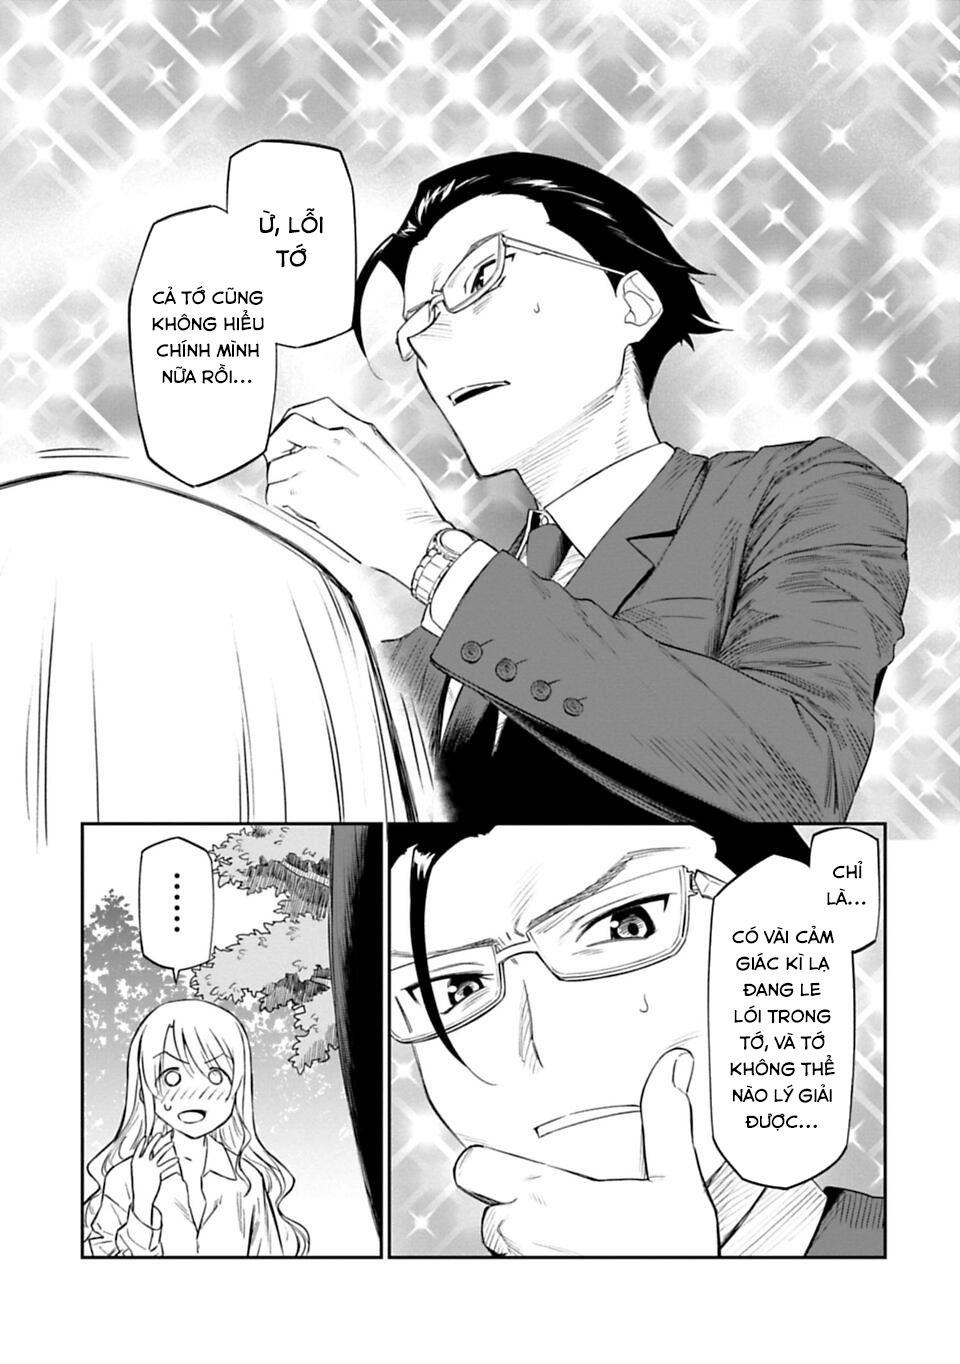 Ừ, LỖI
TỚ
CẢ TỚ CŨNG
KHÔNG HIỂU
CHÍNH MÌNH
NỮA RỒI...
CHỈ
LÀ...
CÓ VÀI CẢM
GIÁC KÌ LẠ
ĐANG LE
LÓI TRONG
TỚ, VÀ TỚ
KHÔNG THỂ
NÀO LÝ GIẢI
ĐƯỢC...
......